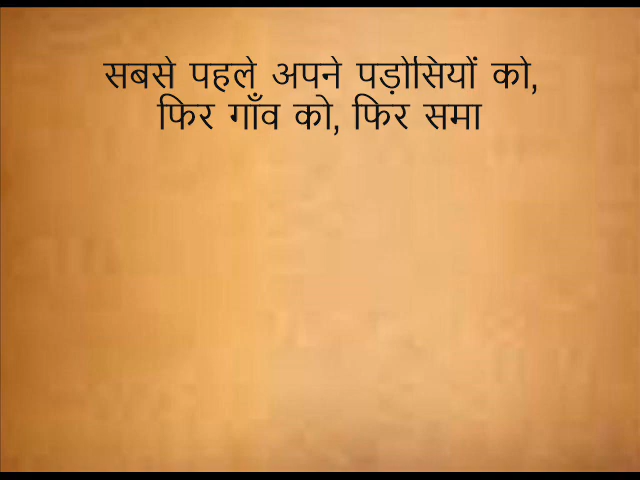 सबसे पहले अपने पड़ोसियों को,
फिर गाँव को, फिर समा